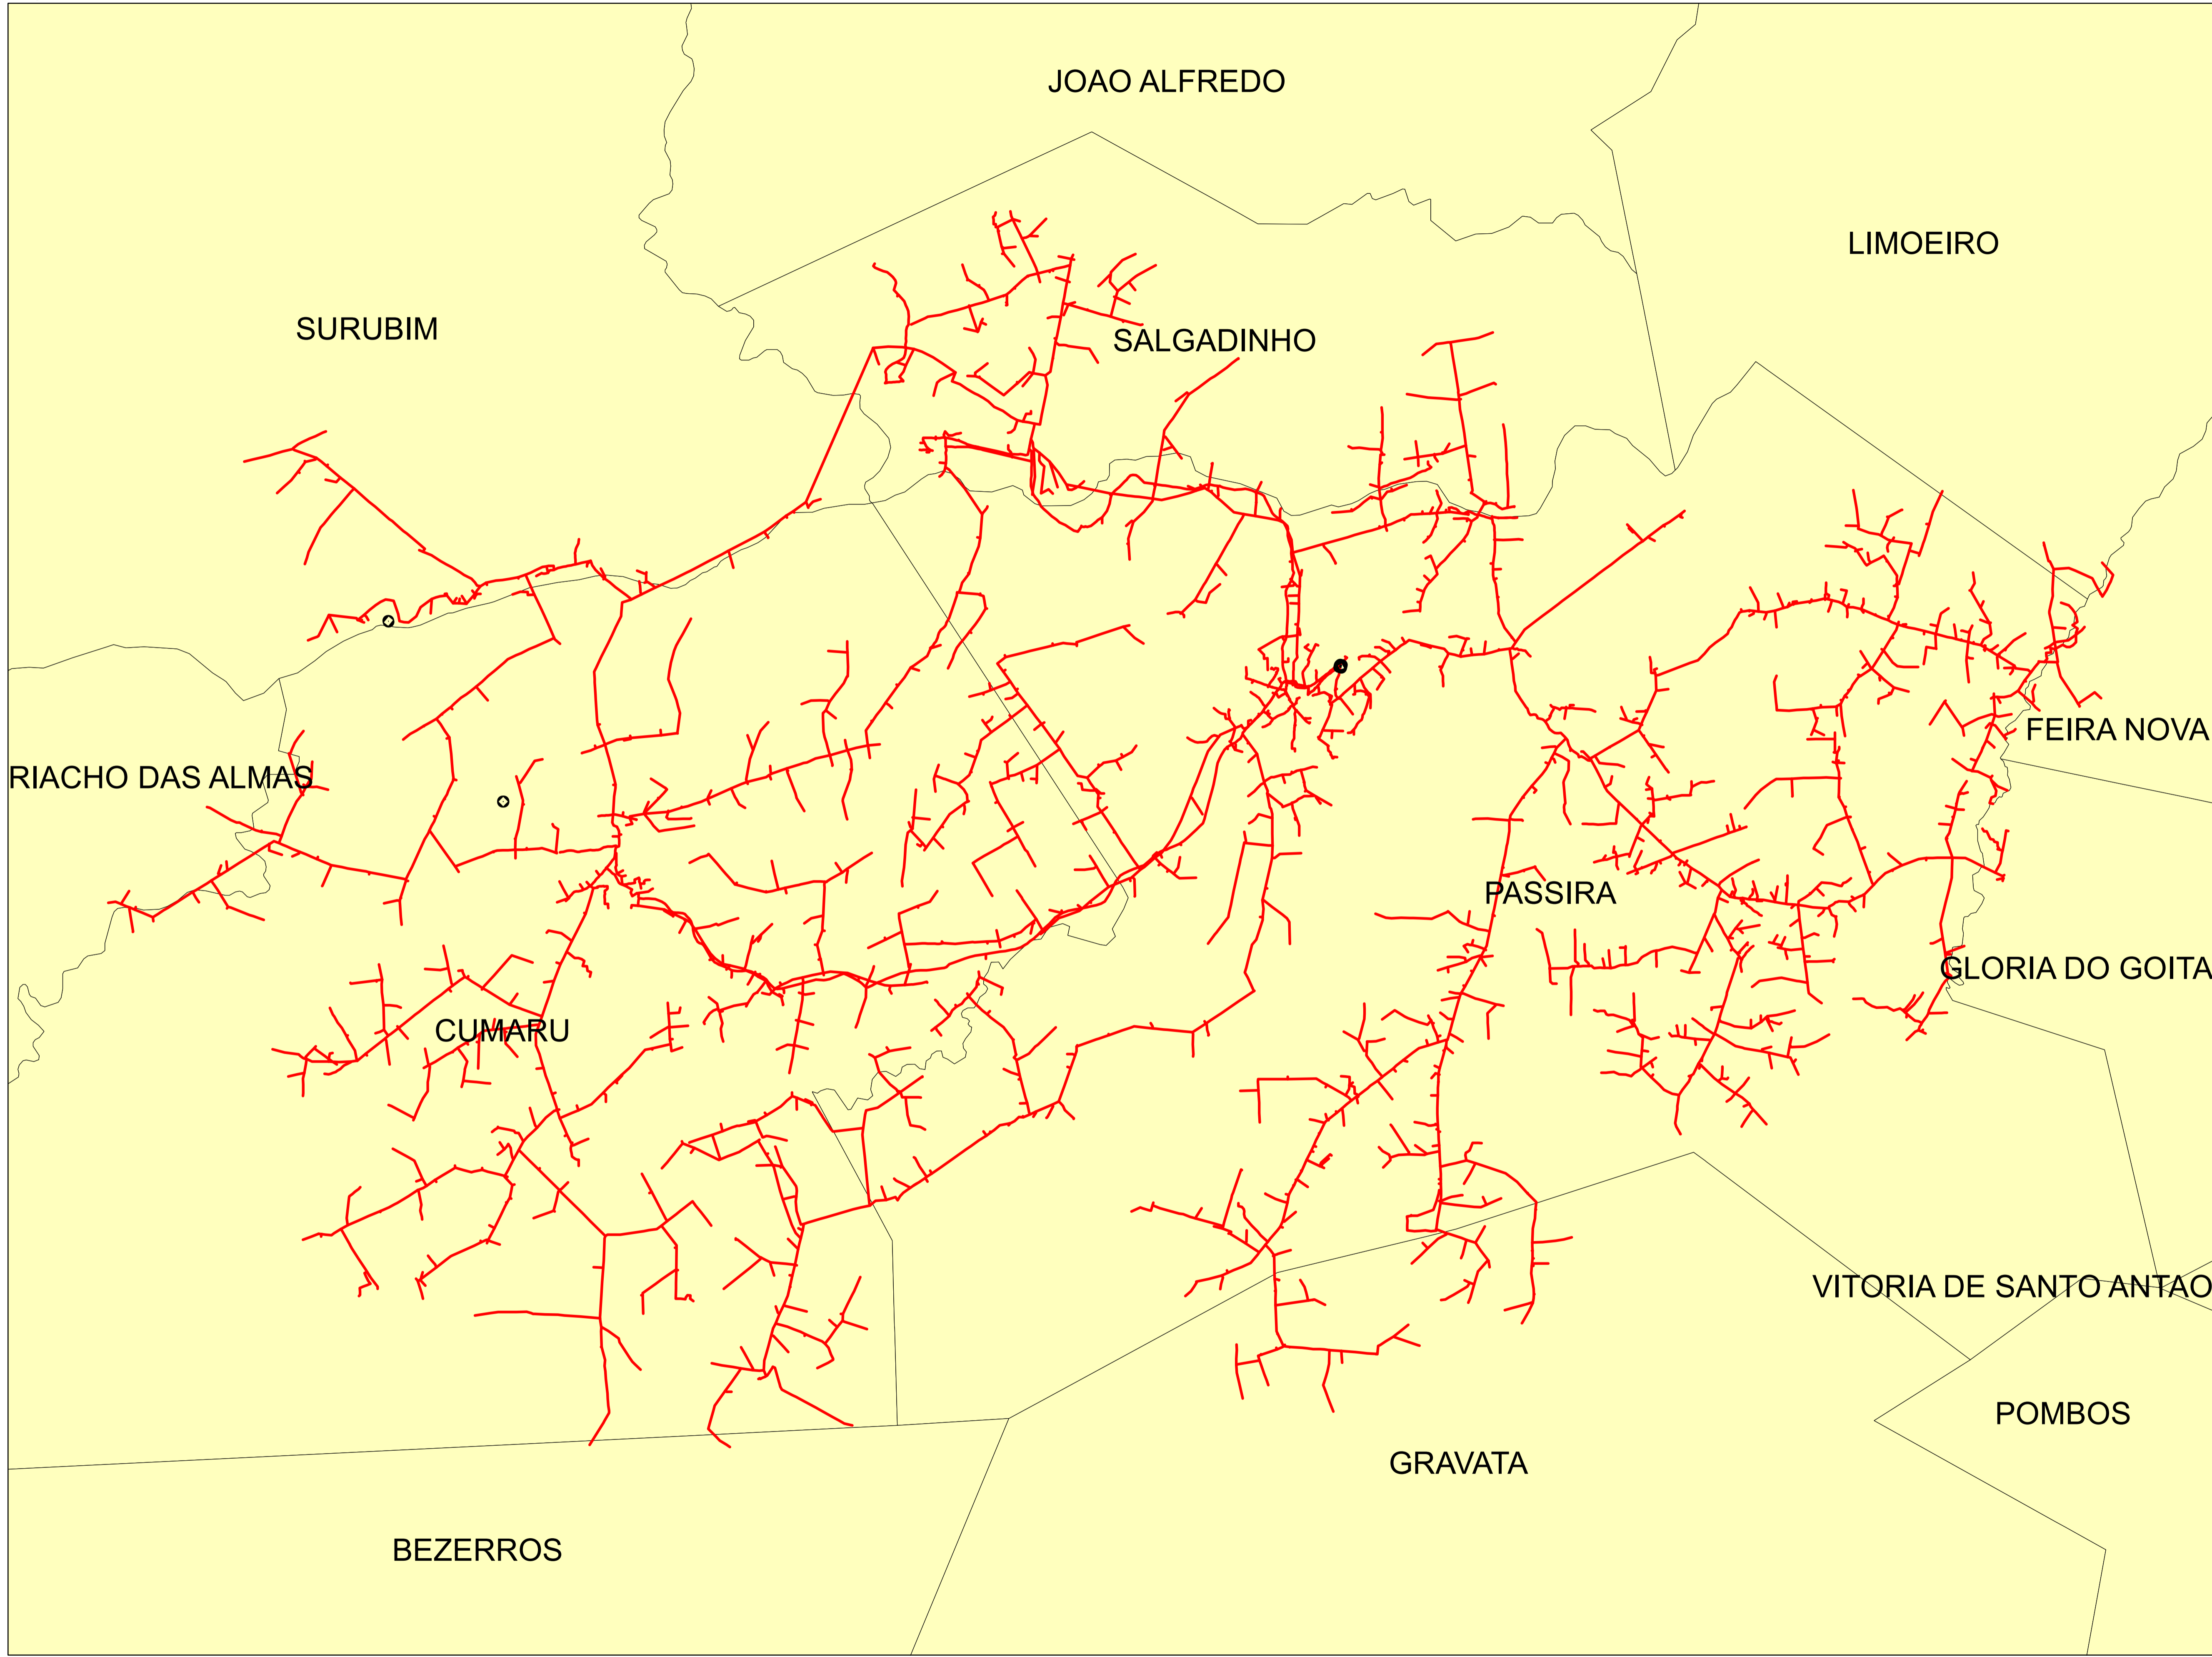 JOAO ALFREDO
LIMOEIRO
SURUBIM
SALGADINHO
FEIRA NOVA
RIACHO DAS ALMAS
PASSIRA
GLORIA DO GOITA
CUMARU
VITORIA DE SANTO ANTAO
POMBOS
GRAVATA
BEZERROS